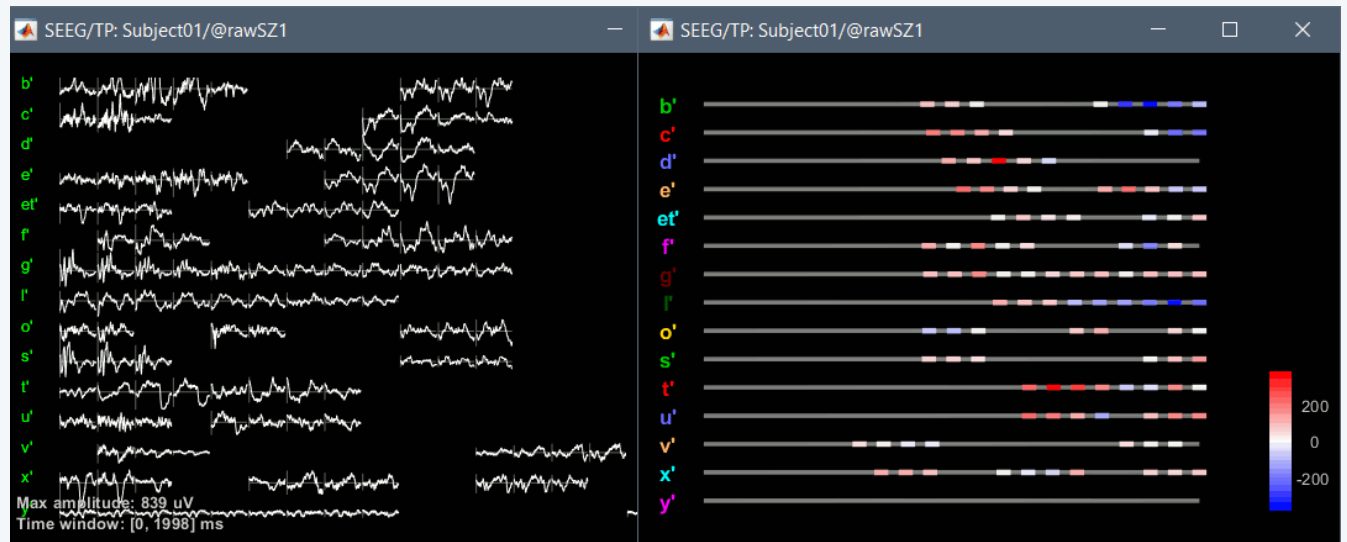 SEEG/TP: Subject01/@rawSZ1
b'
c'
d'
e'
et'
f'
g'
l'
o'
s'
t'
u'
v'
x'
y'
Max amplitude: 839 uV
Time window: [0, 1998] ms
SEEG/TP: Subject01/@rawSZ1
b'
c'
d'
e'
et'
f'
g'
l'
o'
s'
t'
u'
v'
x'
y'
200
0
-200